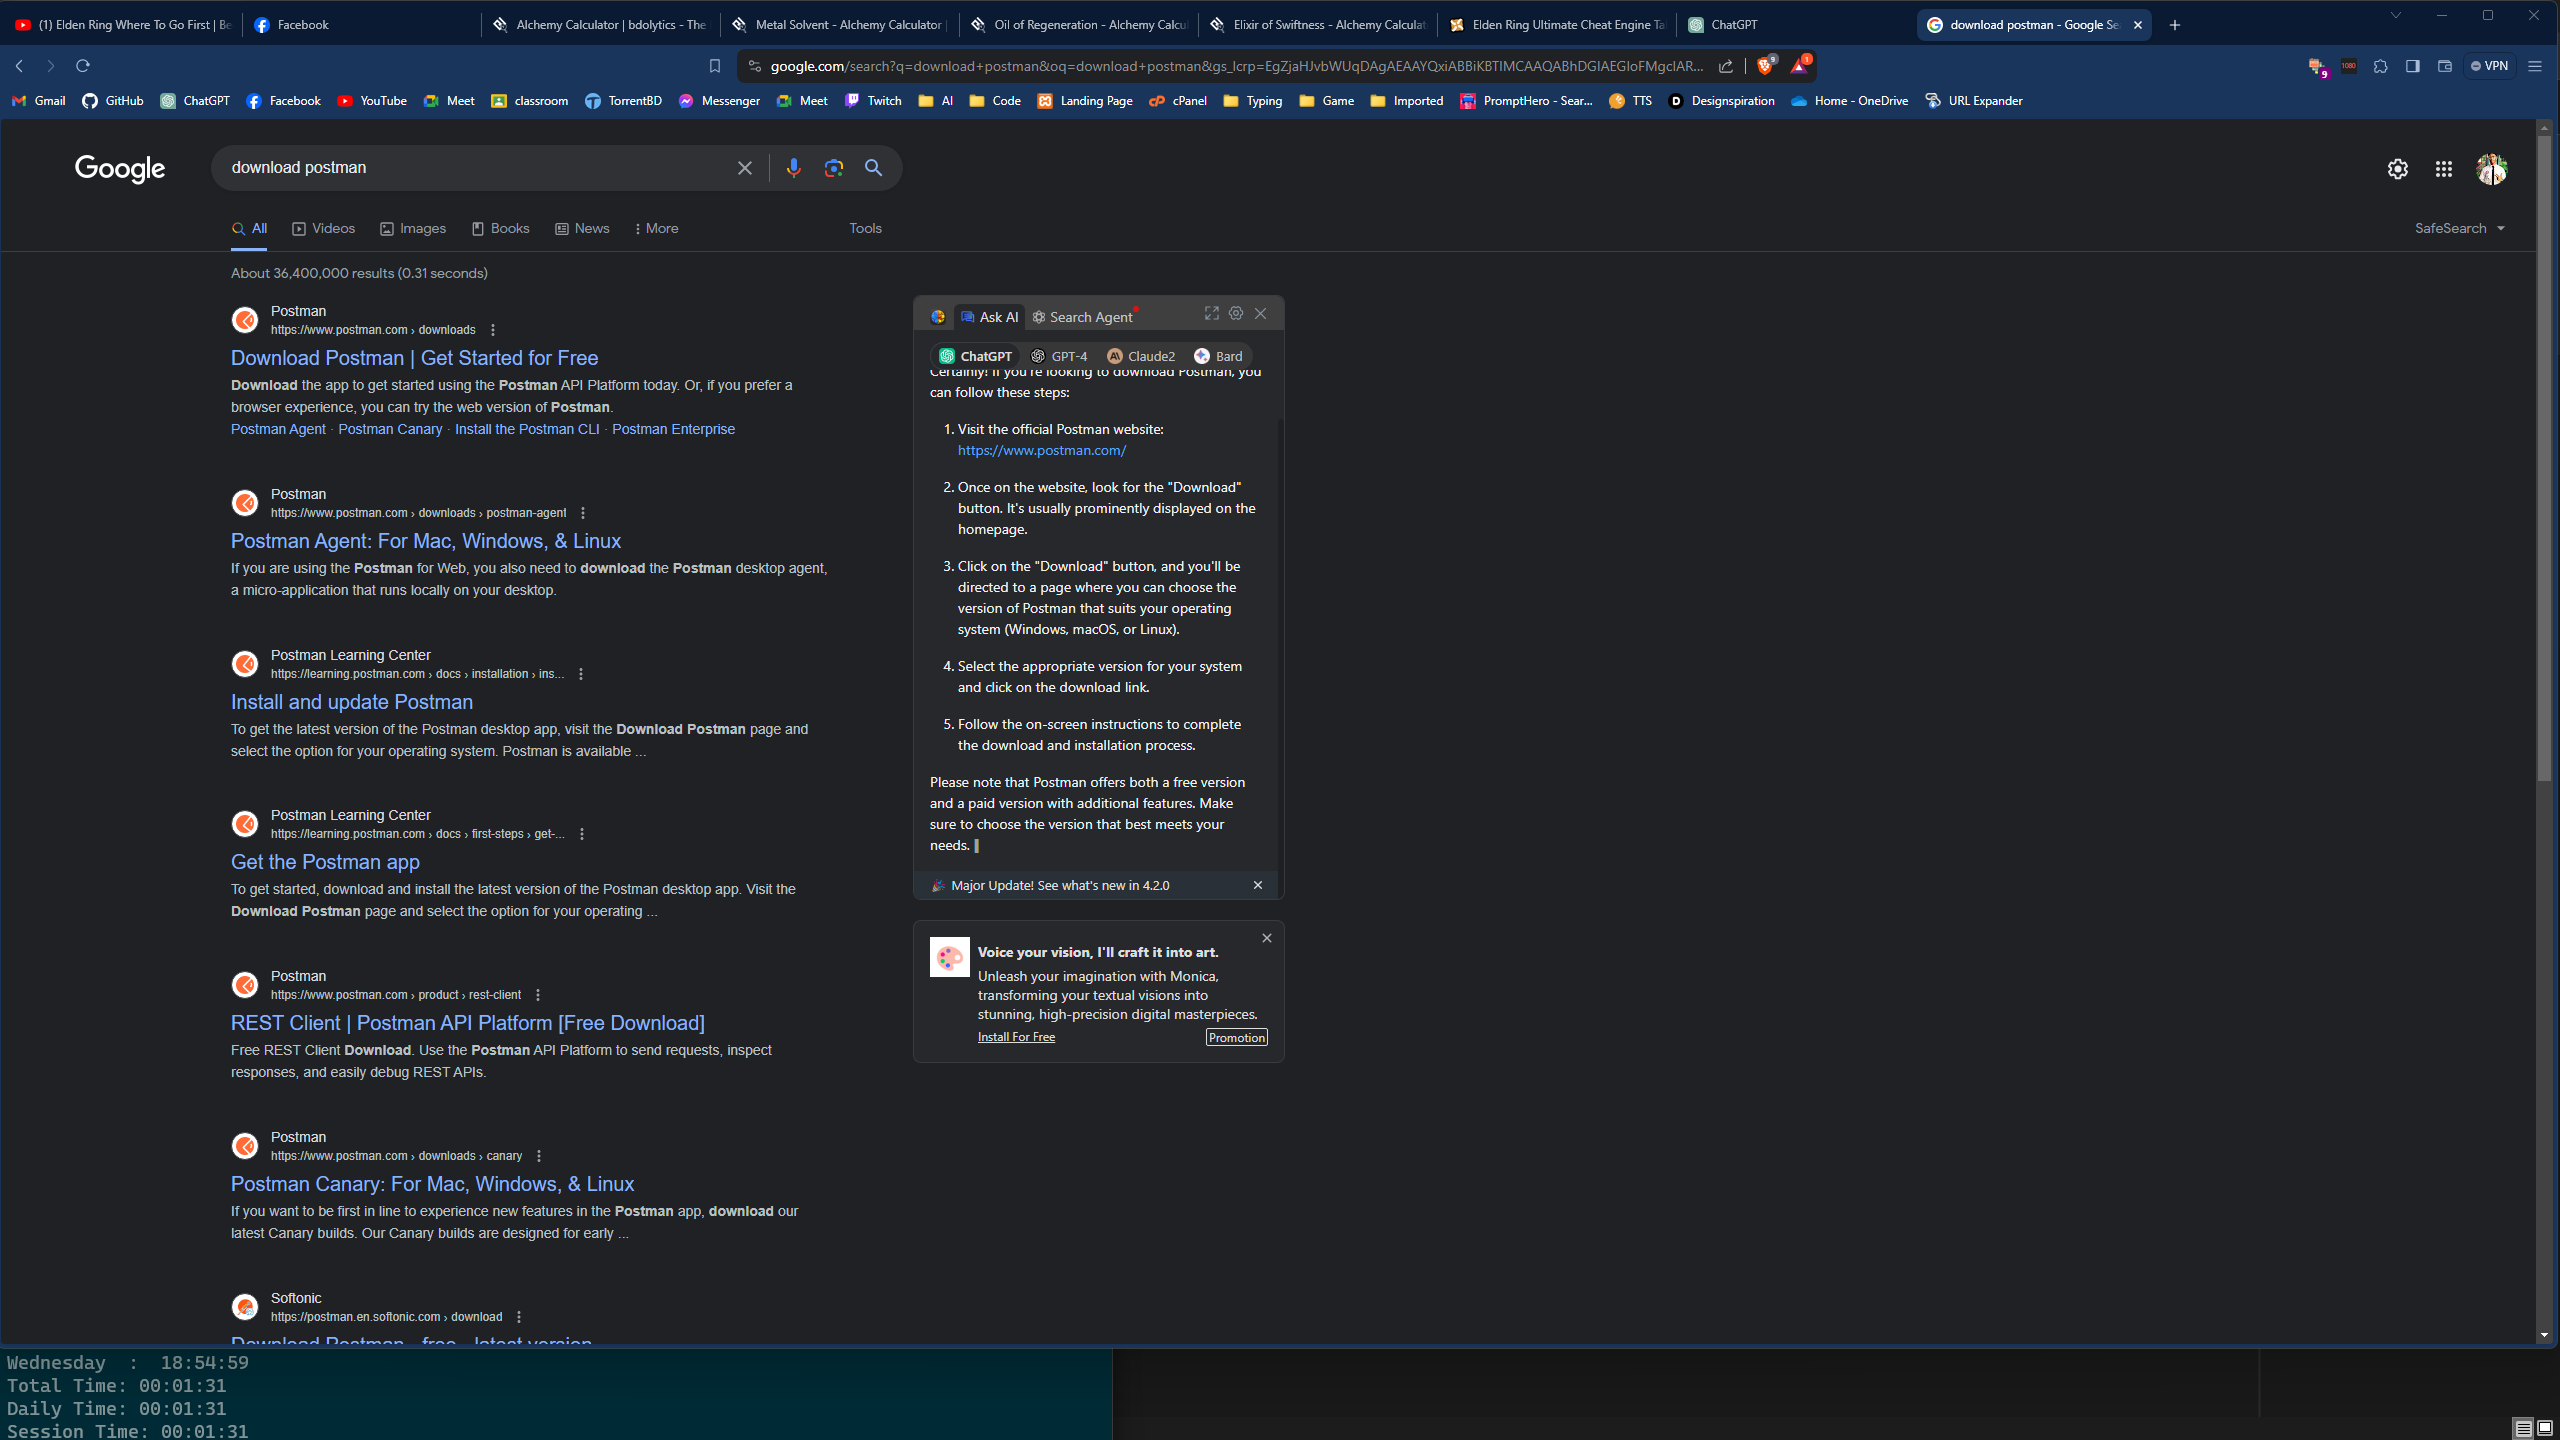 (1) Elden Ring Where To Go First | Be
Facebook
Alchemy Calculator | bdolytics - The
Metal Solvent - Alchemy Calculator |
Oil of Regeneration - Alchemy Calcul
Elixir of Swiftness - Alchemy Calculat
Elden Ring Ultimate Cheat Engine Ta
ChatGPT
download postman - Google Se
google.com/search?q=download+postman&oq=download+postman&gs_lcrp=EgZjaHJvbWUqDAgAEAAYQxiABBiKBTIMCAAQABhDGIAEGIoFMgcIAR...
9
1
9
1080
VPN
Gmail
GitHub
ChatGPT
Facebook
YouTube
Meet
classroom
TorrentBD
Messenger
Meet
Twitch
AI
Code
Landing Page
cPanel
Typing
Game
Imported
PromptHero - Sear...
TTS
Designspiration
Home - OneDrive
URL Expander
Google
download postman
All
Videos
Images
Books
News
More
Tools
SafeSearch
About 36,400,000 results (0.31 seconds)
Postman
https://www.postman.com › downloads
Download Postman | Get Started for Free
Download the app to get started using the Postman API Platform today. Or, if you prefer a
browser experience, you can try the web version of Postman.
Postman Agent · Postman Canary · Install the Postman CLI · Postman Enterprise
Postman
https://www.postman.com › downloads › postman-agent
Postman Agent: For Mac, Windows, & Linux
If you are using the Postman for Web, you also need to download the Postman desktop agent,
a micro-application that runs locally on your desktop.
Postman Learning Center
https://learning.postman.com › docs › installation › ins...
Install and update Postman
To get the latest version of the Postman desktop app, visit the Download Postman page and
select the option for your operating system. Postman is available ...
Postman Learning Center
https://learning.postman.com › docs › first-steps › get-...
Get the Postman app
To get started, download and install the latest version of the Postman desktop app. Visit the
Download Postman page and select the option for your operating ...
Postman
https://www.postman.com › product › rest-client
REST Client | Postman API Platform [Free Download]
Free REST Client Download. Use the Postman API Platform to send requests, inspect
responses, and easily debug REST APIs.
Postman
https://www.postman.com › downloads › canary
Postman Canary: For Mac, Windows, & Linux
If you want to be first in line to experience new features in the Postman app, download our
latest Canary builds. Our Canary builds are designed for early ...
Softonic
https://postman.en.softonic.com › download
Download Postman - free - latest version
Ask AI
Search Agent
ChatGPT
GPT-4
Claude2
Bard
Certainly! If you're looking to download Postman, you
can follow these steps:
1. Visit the official Postman website:
https://www.postman.com/
2. Once on the website, look for the "Download"
button. It's usually prominently displayed on the
homepage.
3. Click on the "Download" button, and you'll be
directed to a page where you can choose the
version of Postman that suits your operating
system (Windows, macOS, or Linux).
4. Select the appropriate version for your system
and click on the download link.
5. Follow the on-screen instructions to complete
the download and installation process.
Please note that Postman offers both a free version
and a paid version with additional features. Make
sure to choose the version that best meets your
needs.
Major Update! See what's new in 4.2.0
Voice your vision, I'll craft it into art.
Unleash your imagination with Monica,
transforming your textual visions into
stunning, high-precision digital masterpieces.
Install For Free
Promotion
Wednesday : 18:54:59
Total Time: 00:01:31
Daily Time: 00:01:31
Session Time: 00:01:31